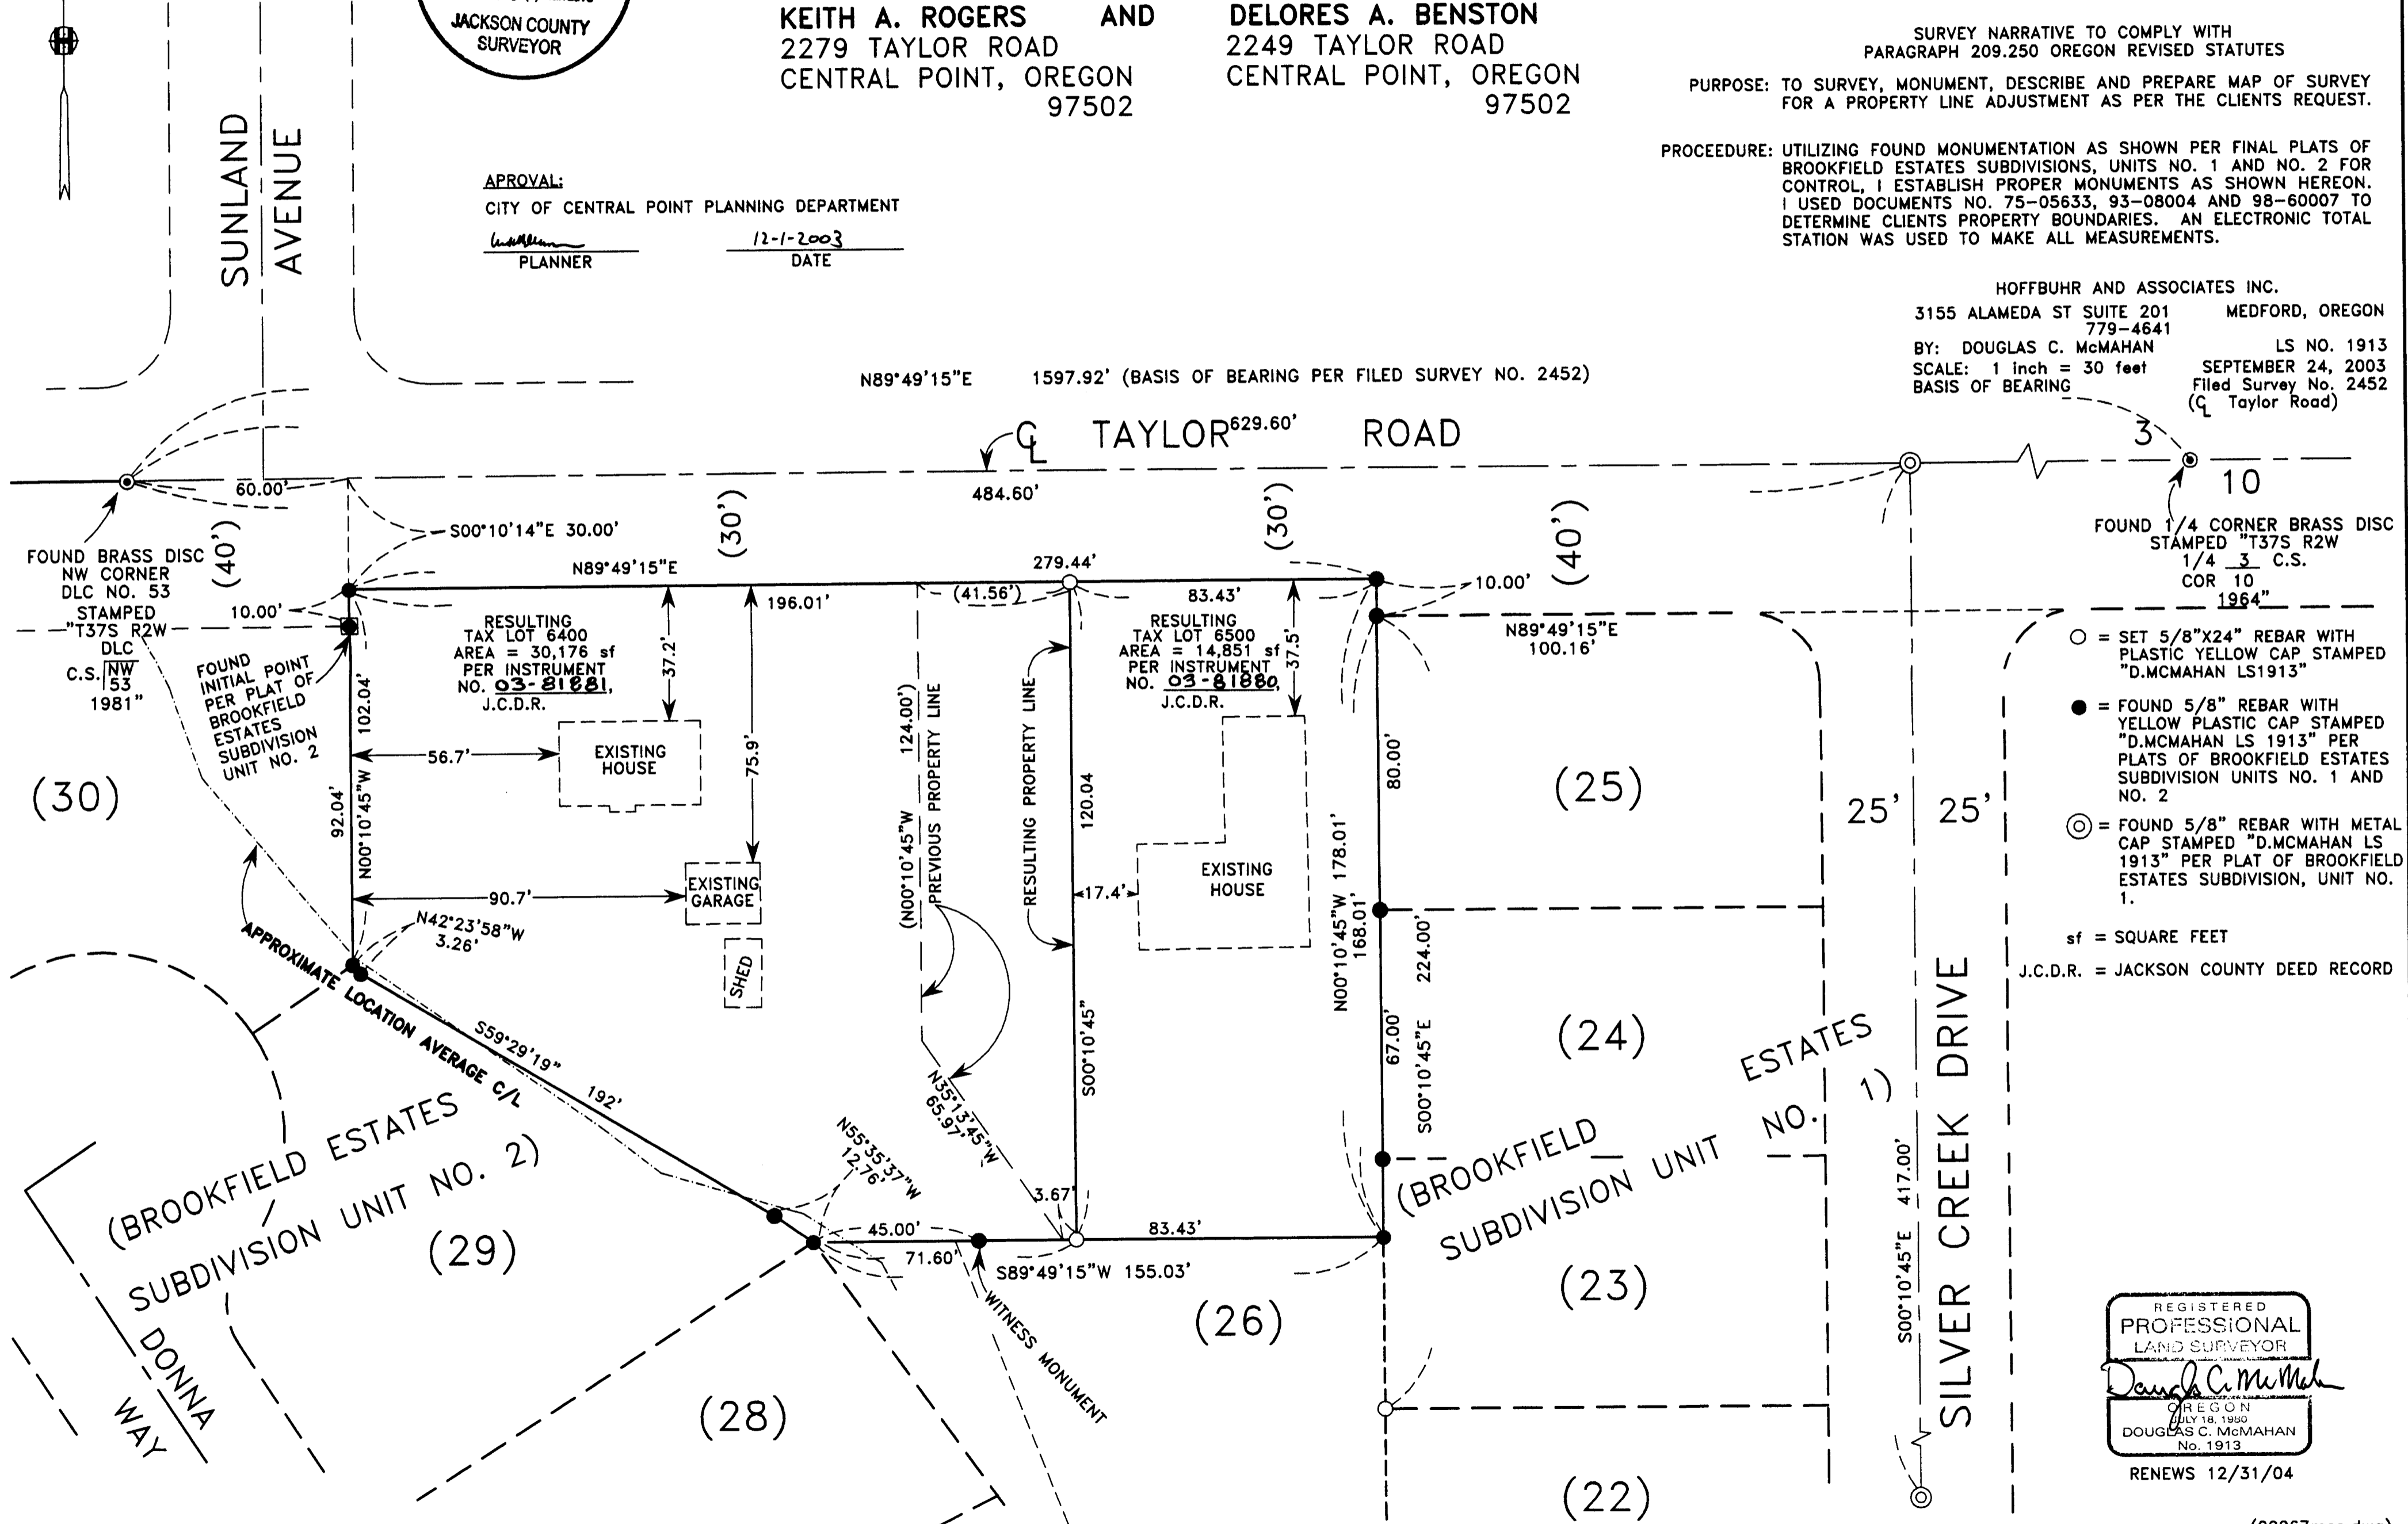 JACKSON COUNTY
SURVEYOR
KEITH A. ROGERS AND DELORES A. BENSTON
2279 TAYLOR ROAD 2249 TAYLOR ROAD
CENTRAL POINT, OREGON CENTRAL POINT, OREGON
97502 97502
SURVEY NARRATIVE TO COMPLY WITH
PARAGRAPH 209.250 OREGON REVISED STATUTES
PURPOSE: TO SURVEY, MONUMENT, DESCRIBE AND PREPARE MAP OF SURVEY
FOR A PROPERTY LINE ADJUSTMENT AS PER THE CLIENTS REQUEST.
PROCEEDURE: UTILIZING FOUND MONUMENTATION AS SHOWN PER FINAL PLATS OF
BROOKFIELD ESTATES SUBDIVISIONS, UNITS NO. 1 AND NO. 2 FOR
CONTROL, I ESTABLISH PROPER MONUMENTS AS SHOWN HEREON.
I USED DOCUMENTS NO. 75-05633, 93-08004 AND 98-60007 TO
DETERMINE CLIENTS PROPERTY BOUNDARIES. AN ELECTRONIC TOTAL
STATION WAS USED TO MAKE ALL MEASUREMENTS.
H
SUNLAND
AVENUE
APROVAL:
CITY OF CENTRAL POINT PLANNING DEPARTMENT
12-1-2003
PLANNER DATE
HOFFBUHR AND ASSOCIATES INC.
3155 ALAMEDA ST SUITE 201 MEDFORD, OREGON
779-4641
BY: DOUGLAS C. McMAHAN LS NO. 1913
SCALE: 1 inch = 30 feet SEPTEMBER 24, 2003
BASIS OF BEARING Filed Survey No. 2452
(CL Taylor Road)
N89°49'15"E 1597.92' (BASIS OF BEARING PER FILED SURVEY NO. 2452)
CL TAYLOR 629.60' ROAD
3
10
60.00'
484.60'
(40')
(30')
(30')
(40')
S00°10'14"E 30.00'
FOUND BRASS DISC
NW CORNER
DLC NO. 53
STAMPED
"T37S R2W
DLC
C.S. NW
53
1981"
FOUND 1/4 CORNER BRASS DISC
STAMPED "T37S R2W
1/4 3 C.S.
COR 10
1964"
N89°49'15"E
279.44'
10.00'
10.00'
196.01'
(41.56')
83.43'
N89°49'15"E
100.16'
RESULTING
TAX LOT 6400
AREA = 30,176 sf
PER INSTRUMENT
NO. 03-81881,
J.C.D.R.
RESULTING
TAX LOT 6500
AREA = 14,851 sf
PER INSTRUMENT
NO. 03-81880,
J.C.D.R.
37.2'
75.9'
37.5'
FOUND
INITIAL POINT
PER PLAT OF
BROOKFIELD
ESTATES
SUBDIVISION
UNIT NO. 2
102.04'
92.04'
N00°10'45"W
56.7'
EXISTING
HOUSE
90.7'
EXISTING
GARAGE
SHED
(N00°10'45"W 124.00')
PREVIOUS PROPERTY LINE
RESULTING PROPERTY LINE
120.04
S00°10'45"
17.4'
EXISTING
HOUSE
N00°10'45"W 178.01'
168.01'
80.00'
67.00'
S00°10'45"E 224.00'
(30)
(25)
25' 25'
(24)
(23)
(22)
(26)
(28)
(29)
○ = SET 5/8"X24" REBAR WITH
PLASTIC YELLOW CAP STAMPED
"D.MCMAHAN LS1913"
● = FOUND 5/8" REBAR WITH
YELLOW PLASTIC CAP STAMPED
"D.MCMAHAN LS 1913" PER
PLATS OF BROOKFIELD ESTATES
SUBDIVISION UNITS NO. 1 AND
NO. 2
◎ = FOUND 5/8" REBAR WITH METAL
CAP STAMPED "D.MCMAHAN LS
1913" PER PLAT OF BROOKFIELD
ESTATES SUBDIVISION, UNIT NO.
1.
sf = SQUARE FEET
J.C.D.R. = JACKSON COUNTY DEED RECORD
N42°23'58"W
3.26'
APPROXIMATE LOCATION AVERAGE C/L
S59°29'19"
192'
N55°35'37"W
12.76'
N35°13'45"W
65.97'
3.67'
45.00'
71.60'
83.43'
S89°49'15"W 155.03'
WITNESS MONUMENT
(BROOKFIELD ESTATES
SUBDIVISION UNIT NO. 2)
(BROOKFIELD ESTATES
SUBDIVISION UNIT NO. 1)
DONNA
WAY
S00°10'45"E 417.00'
SILVER CREEK DRIVE
REGISTERED
PROFESSIONAL
LAND SURVEYOR
Douglas C. McMahan
OREGON
JULY 18, 1980
DOUGLAS C. McMAHAN
No. 1913
RENEWS 12/31/04